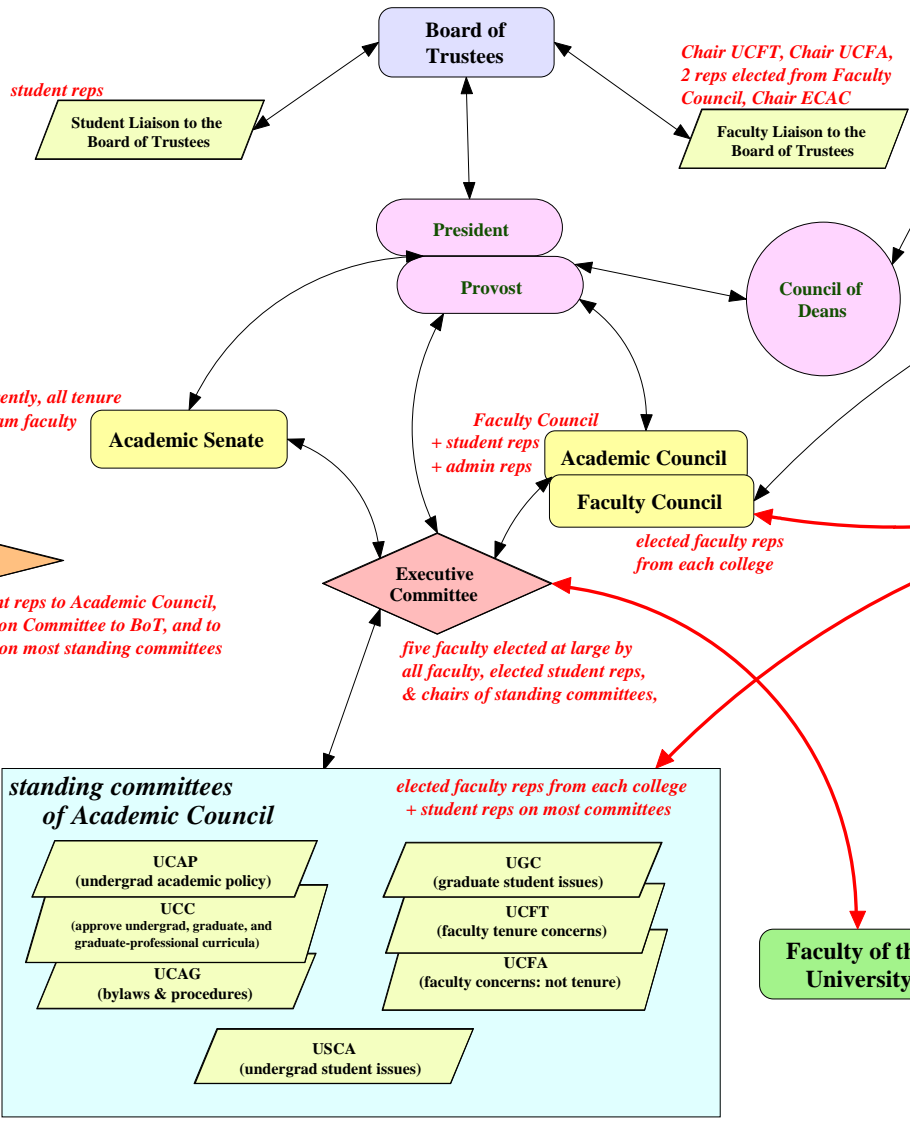 Board of
Trustees
Chair UCFT, Chair UCFA,
2 reps elected from Faculty
Council, Chair ECAC
student reps
Student Liaison to the
Board of Trustees
Faculty Liaison to the
Board of Trustees
President
Provost
Council of
Deans
ently, all tenure
am faculty
Academic Senate
Faculty Council
+ student reps
+ admin reps
Academic Council
Faculty Council
elected faculty reps
from each college
Executive
Committee
nt reps to Academic Council,
on Committee to BoT, and to
on most standing committees
five faculty elected at large by
all faculty, elected student reps,
& chairs of standing committees,
standing committees
of Academic Council
elected faculty reps from each college
+ student reps on most committees
UCAP
(undergrad academic policy)
UCC
(approve undergrad, graduate, and
graduate-professional curricula)
UCAG
(bylaws & procedures)
UGC
(graduate student issues)
UCFT
(faculty tenure concerns)
UCFA
(faculty concerns: not tenure)
USCA
(undergrad student issues)
Faculty of th
University